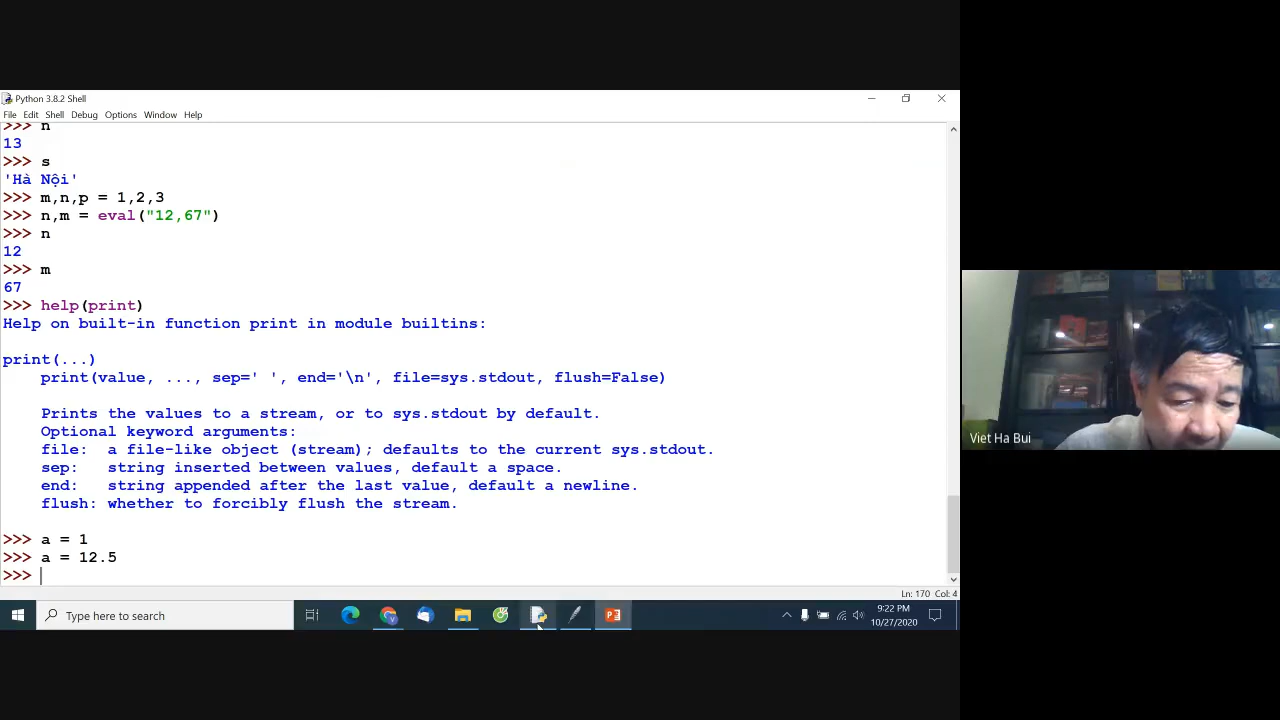 Python 3.8.2 Shell
File Edit Shell Debug Options Window Help
>>> n
13
>>> s
'Hà Nội'
>>> m,n,p = 1,2,3
>>> n,m = eval("12,67")
>>> n
12
>>> m
67
>>> help(print)
Help on built-in function print in module builtins:
print(...)
print(value, ..., sep=' ', end='\n', file=sys.stdout, flush=False)
Prints the values to a stream, or to sys.stdout by default.
Optional keyword arguments:
file: a file-like object (stream); defaults to the current sys.stdout.
sep: string inserted between values, default a space.
end: string appended after the last value, default a newline.
flush: whether to forcibly flush the stream.
>>> a = 1
>>> a = 12.5
>>>
Ln: 170 Col: 4
Type here to search
9:22 PM
10/27/2020
Viet Ha Bui